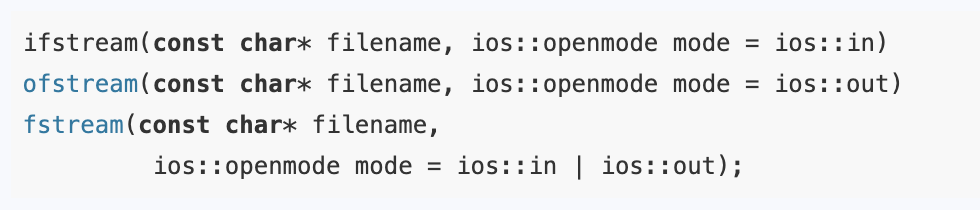 ifstream(const char* filename, ios::openmode mode = ios::in)
ofstream(const char* filename, ios::openmode mode = ios::out)
fstream(const char* filename,
ios::openmode mode = ios::in | ios::out);